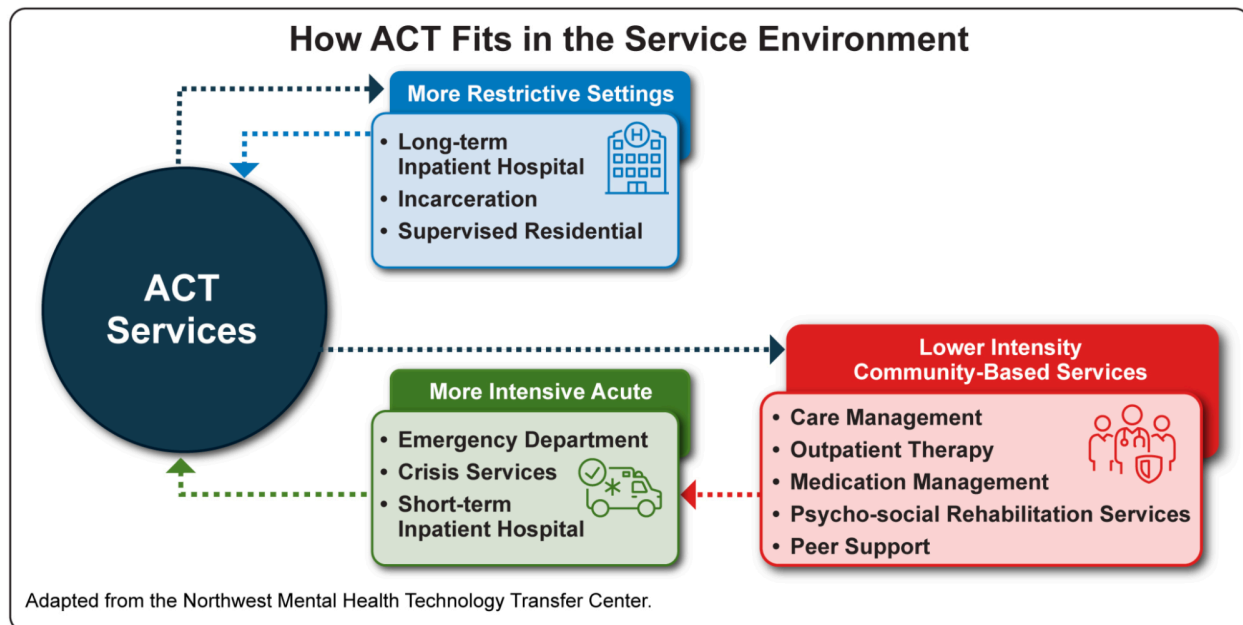 How ACT Fits in the Service Environment
More Restrictive Settings
• Long-term
Inpatient Hospital
• Incarceration
• Supervised Residential
H
ACT
Services
Lower Intensity
Community-Based Services
• Care Management
• Outpatient Therapy
• Medication Management
• Psycho-social Rehabilitation Services
• Peer Support
More Intensive Acute
• Emergency Department
• Crisis Services
• Short-term
Inpatient Hospital
Adapted from the Northwest Mental Health Technology Transfer Center.